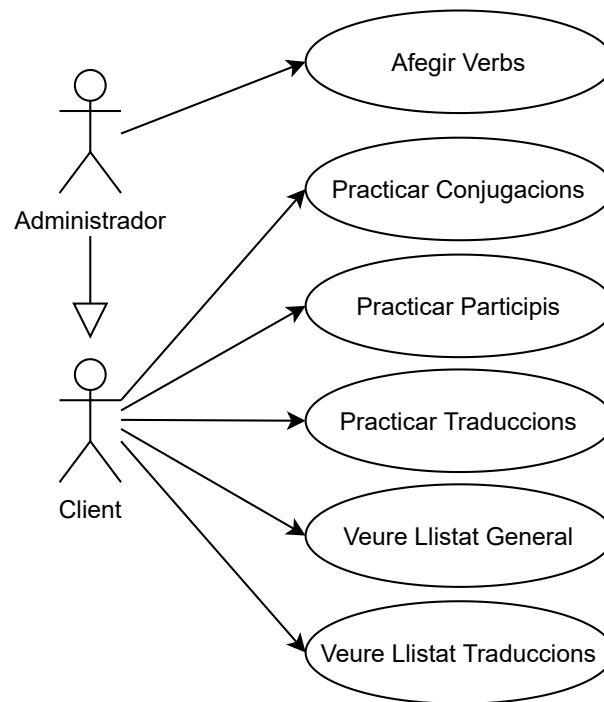 Afegir Verbs
Administrador
Practicar Conjugacions
Practicar Participis
Practicar Traduccions
Client
Veure Llistat General
Veure Llistat Traduccions